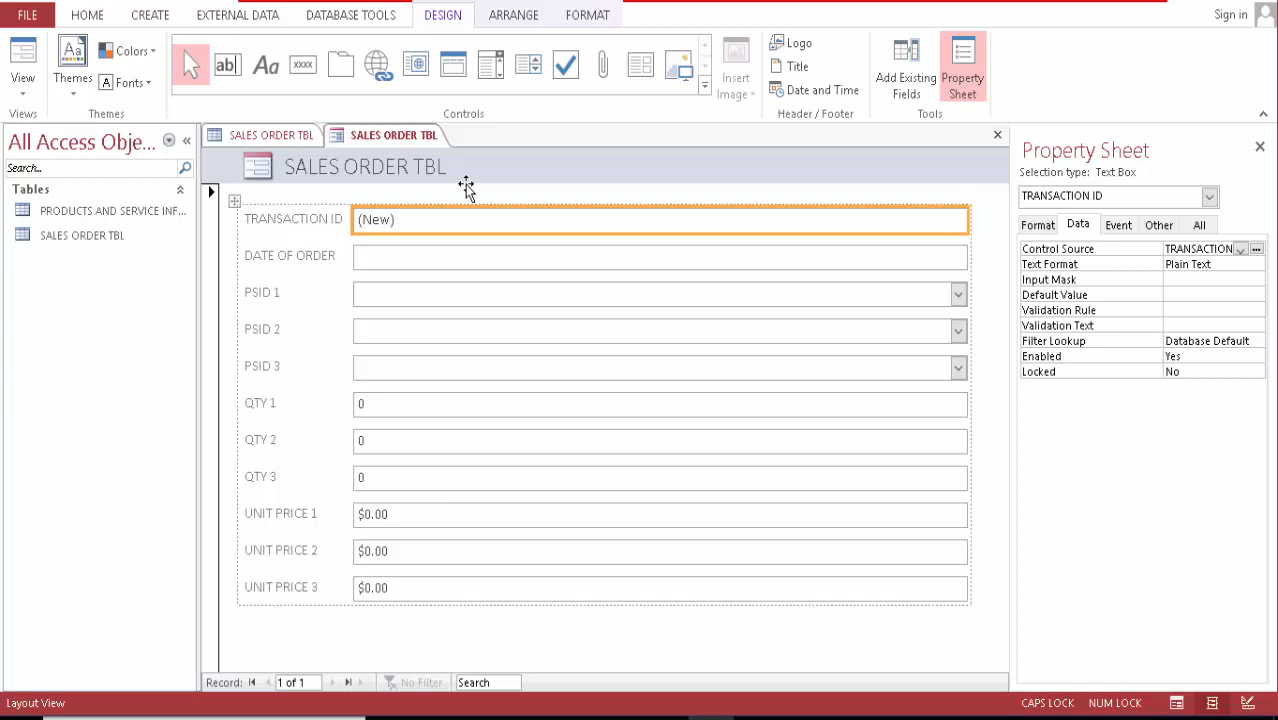 FILE HOME CREATE EXTERNAL DATA DATABASE TOOLS DESIGN ARRANGE FORMAT Sign in
View
Views
Aa
Themes
Colors
A Fonts
Themes
ab|
Aa
xxxx
Controls
Insert
Image
Logo
Title
Date and Time
Header / Footer
Add Existing
Fields
Property
Sheet
Tools
All Access Obje...
Search...
Tables
PRODUCTS AND SERVICE INF...
SALES ORDER TBL
SALES ORDER TBL SALES ORDER TBL
SALES ORDER TBL
TRANSACTION ID (New)
DATE OF ORDER
PSID 1
PSID 2
PSID 3
QTY 1 0
QTY 2 0
QTY 3 0
UNIT PRICE 1 $0.00
UNIT PRICE 2 $0.00
UNIT PRICE 3 $0.00
Record: 1 of 1 No Filter Search
Property Sheet
Selection type: Text Box
TRANSACTION ID
Format Data Event Other All
Control Source TRANSACTION
Text Format Plain Text
Input Mask
Default Value
Validation Rule
Validation Text
Filter Lookup Database Default
Enabled Yes
Locked No
Layout View CAPS LOCK NUM LOCK